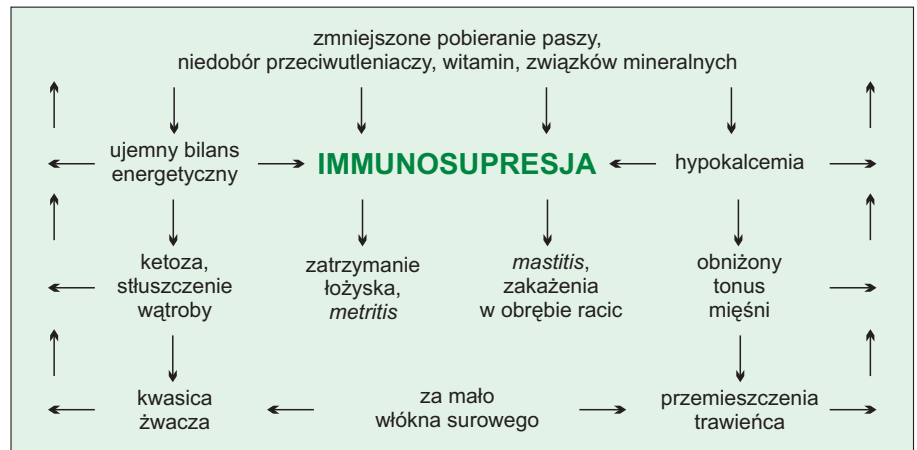 zmniejszone pobieranie paszy,
niedobór przeciwutleniaczy, witamin, związków mineralnych
ujemny bilans
energetyczny
IMMUNOSUPRESJA
hypokalcemia
ketoza,
stłuszczenie
wątroby
zatrzymanie
łożyska,
metritis
mastitis,
zakażenia
w obrębie racic
obniżony
tonus
mięśni
kwasica
żwacza
za mało
włókna surowego
przemieszczenia
trawieńca